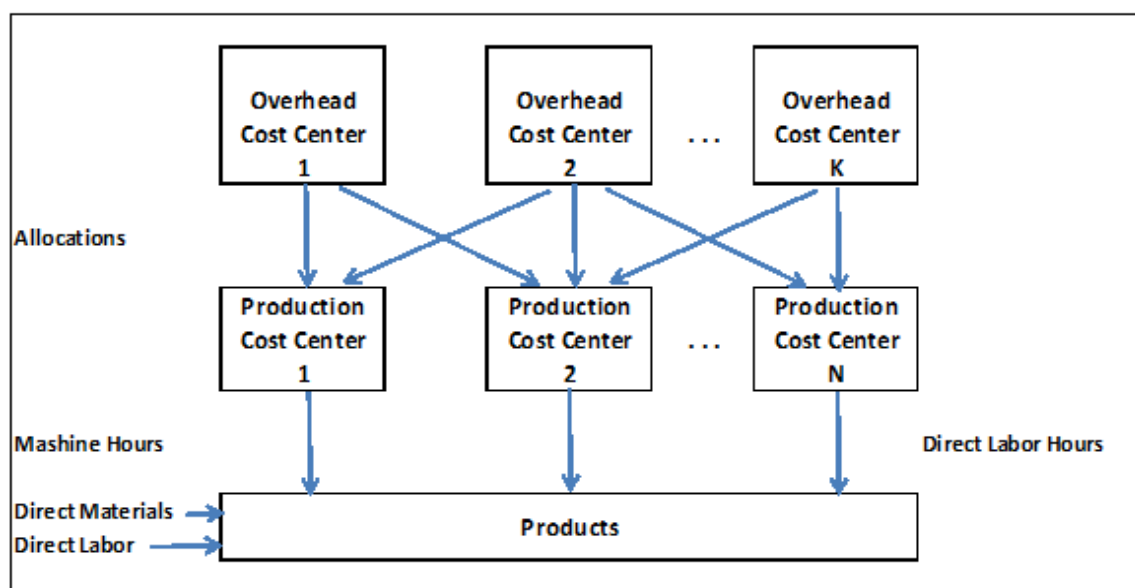 Overhead
Cost Center
1
Overhead
Cost Center
2
. . .
Overhead
Cost Center
K
Allocations
Production
Cost Center
1
Production
Cost Center
2
. . .
Production
Cost Center
N
Mashine Hours
Direct Labor Hours
Direct Materials
Products
Direct Labor